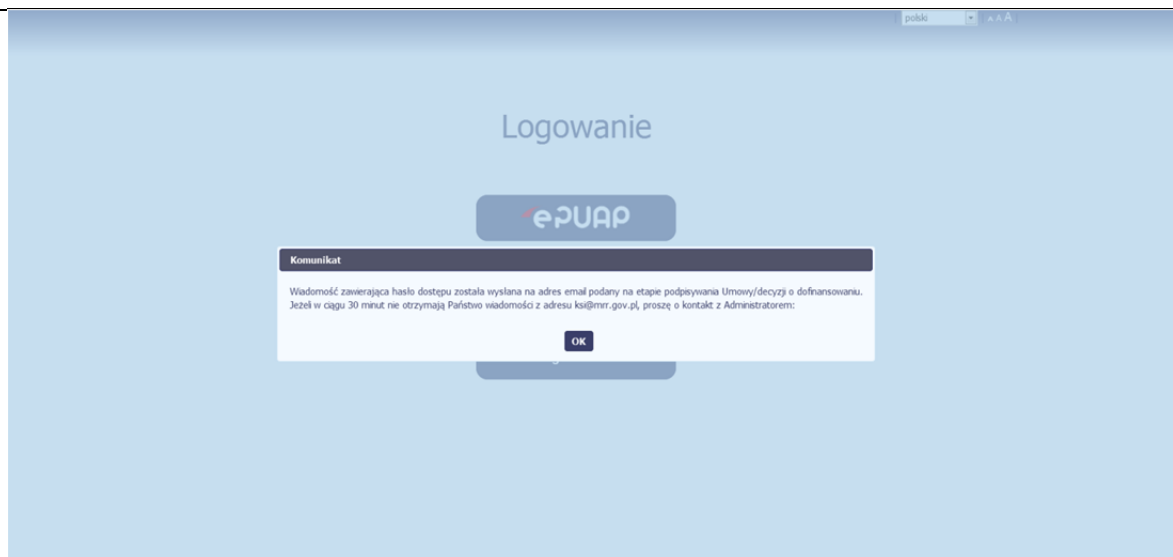 polski A A A
Logowanie
ePUAP
Komunikat
Wiadomość zawierająca hasło dostępu została wysłana na adres email podany na etapie podpisywania Umowy/decyzji o dofinansowaniu.
Jeżeli w ciągu 30 minut nie otrzymają Państwo wiadomości z adresu ksi@mrr.gov.pl, proszę o kontakt z Administratorem:
OK